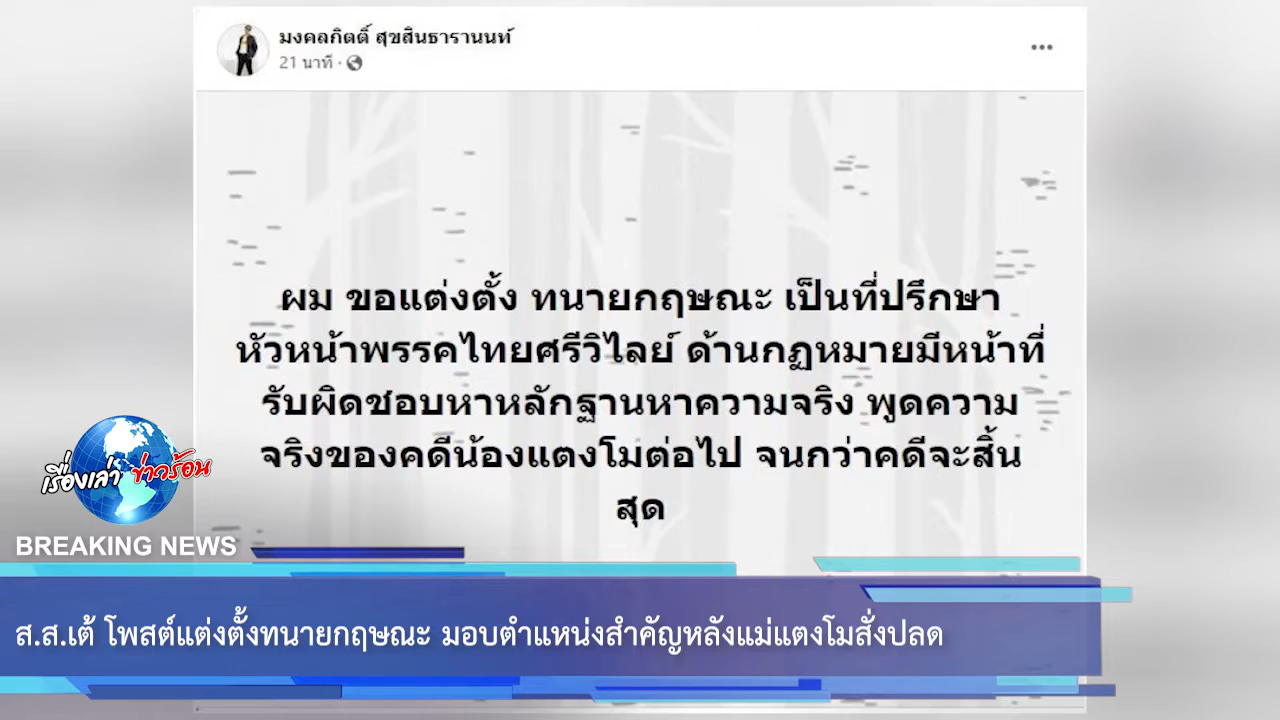 มงคลกิตติ์ สุขสินธารานนท์
21 นาที ·
ผม ขอแต่งตั้ง ทนายกฤษณะ เป็นที่ปรึกษา
หัวหน้าพรรคไทยศรีวิไลย์ ด้านกฏหมายมีหน้าที่
รับผิดชอบหาหลักฐานหาความจริง พูดความ
จริงของคดีน้องแตงโมต่อไป จนกว่าคดีจะสิ้น
สุด
เรื่องเล่า ข่าวร้อน
BREAKING NEWS
ส.ส.เต้ โพสต์แต่งตั้งทนายกฤษณะ มอบตำแหน่งสำคัญหลังแม่แตงโมสั่งปลด